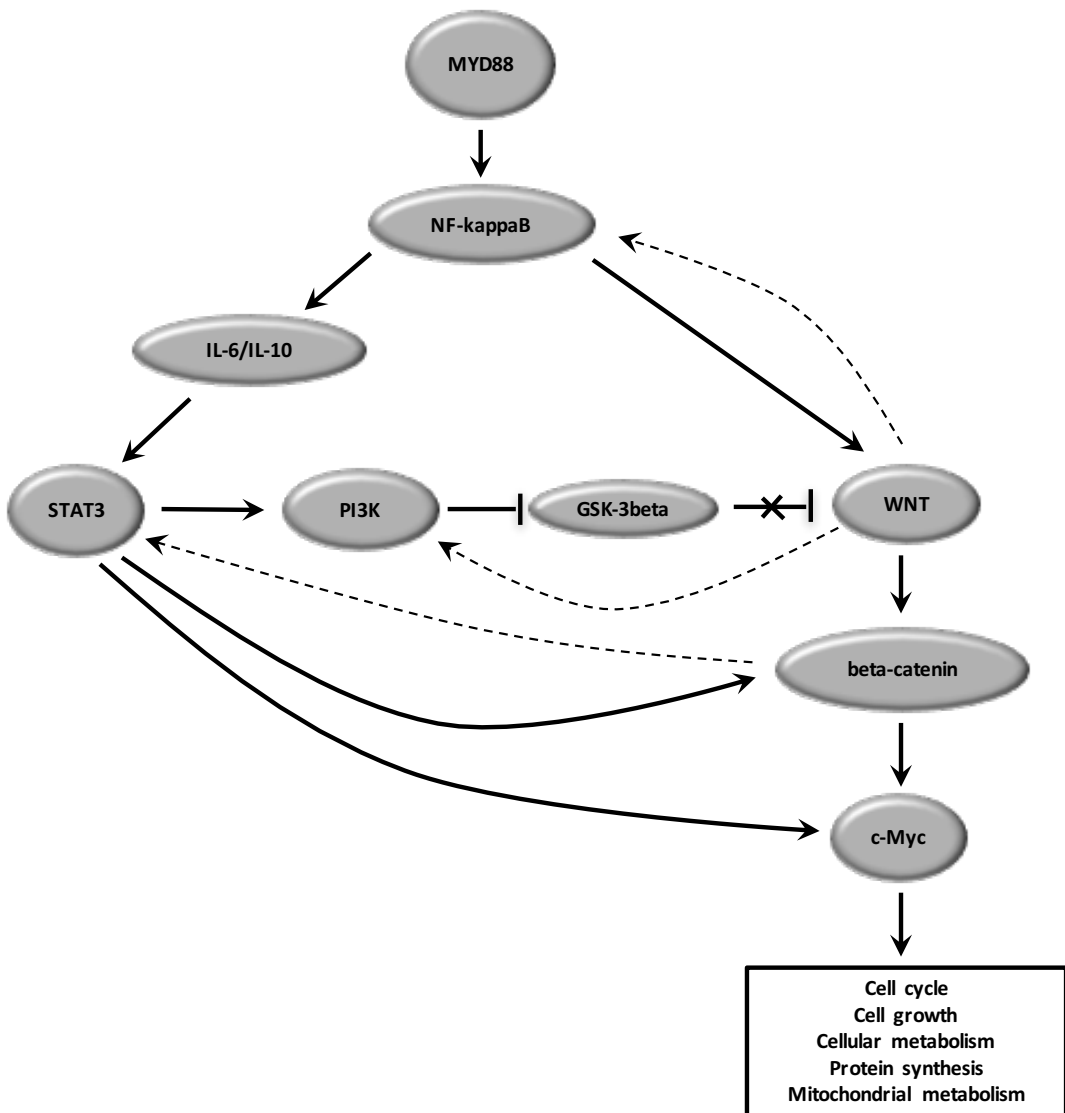 MYD88
NF-kappaB
IL-6/IL-10
STAT3
PI3K
GSK-3beta
WNT
beta-catenin
c-Myc
Cell cycle
Cell growth
Cellular metabolism
Protein synthesis
Mitochondrial metabolism